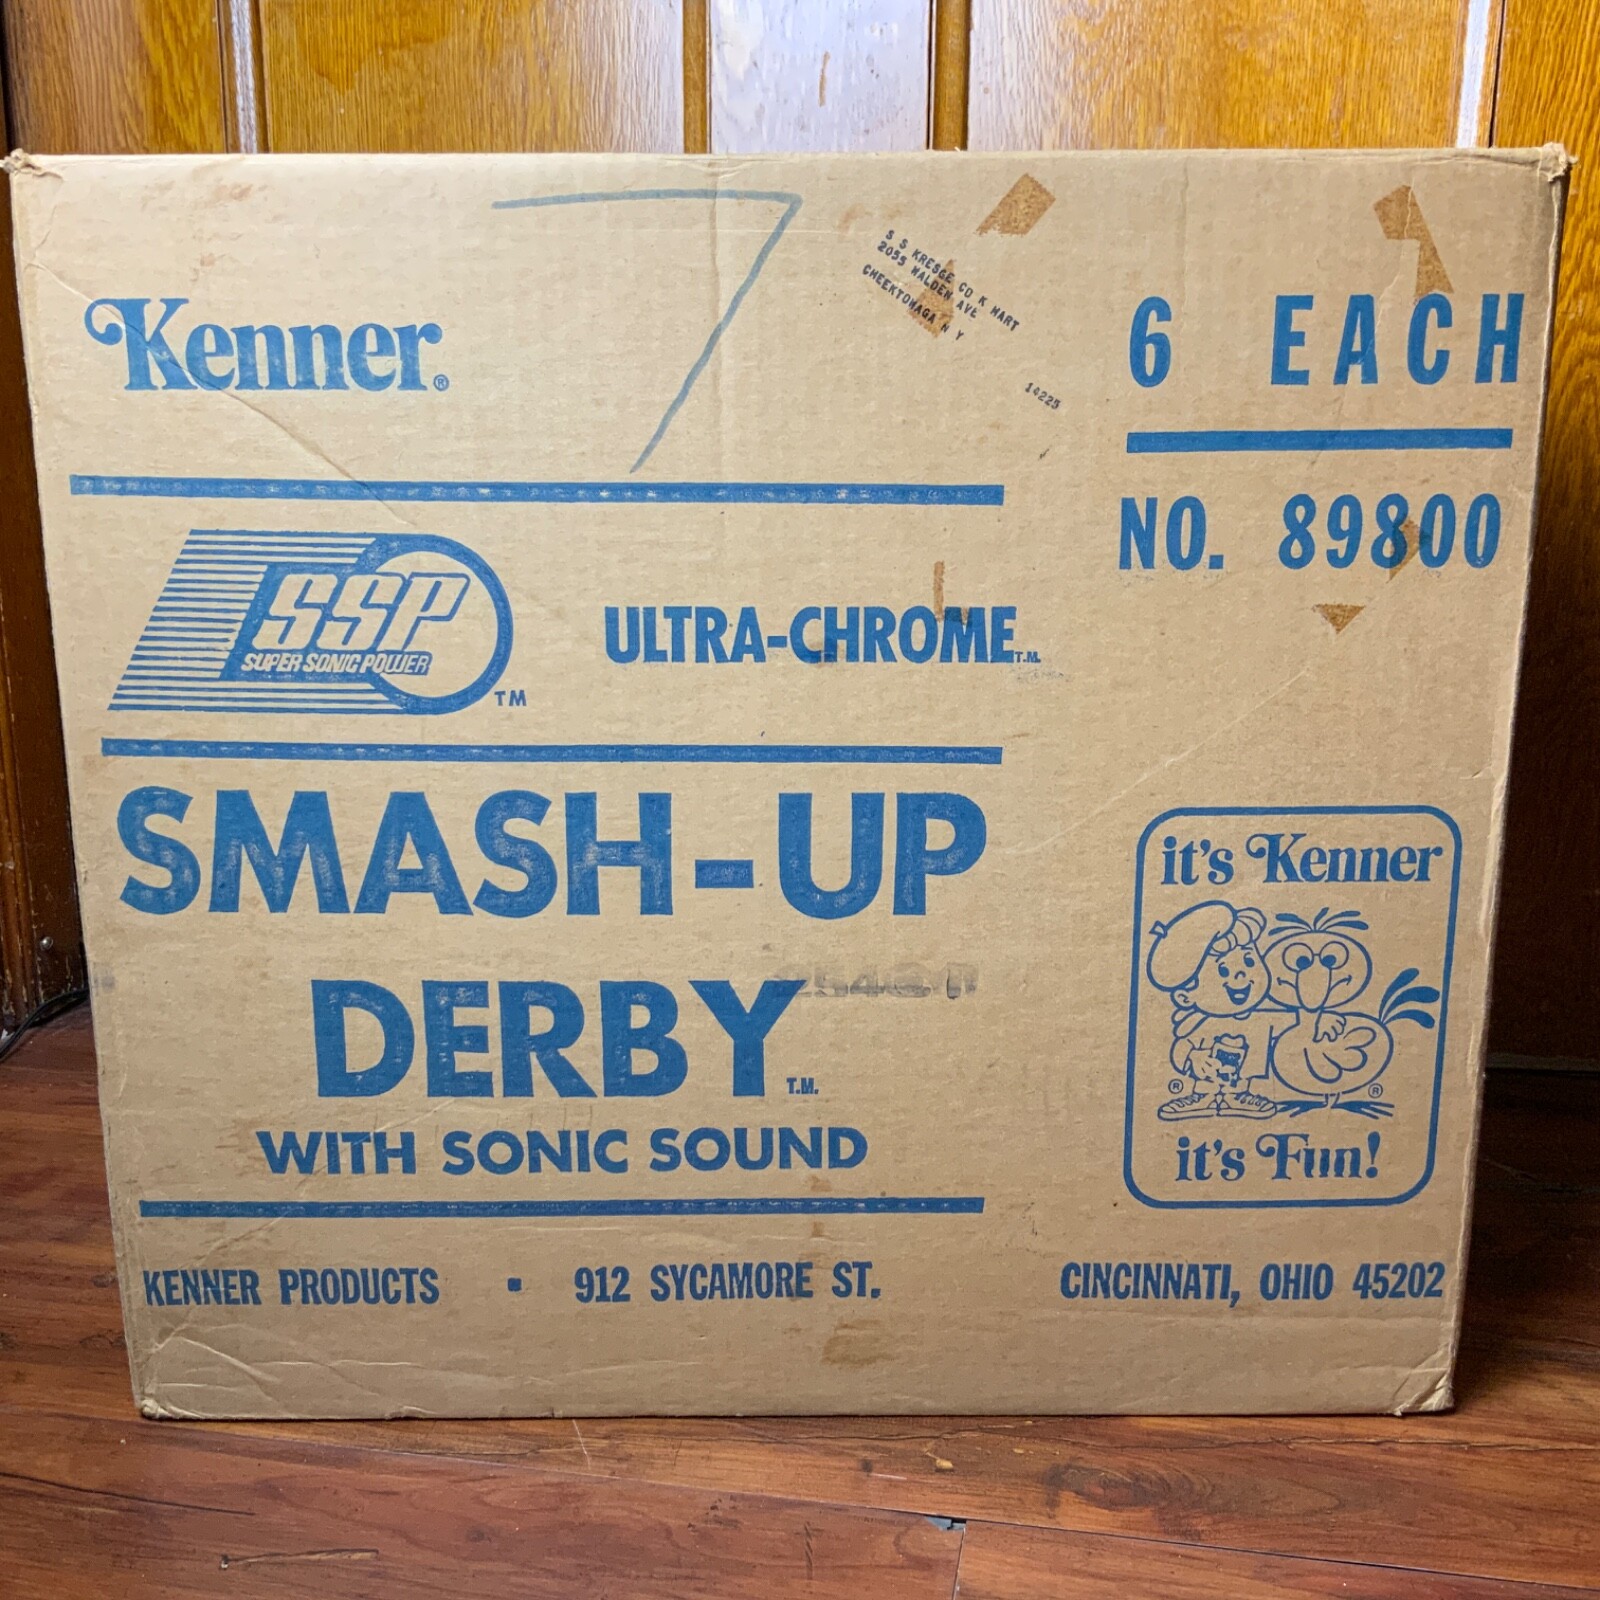 7
Kenner®
S S KRESGE CO K MART
2055 WALDEN AVE
CHEEKTOWAGA N Y
14225
6 EACH
NO. 89800
SSP
SUPER SONIC POWER
TM
ULTRA-CHROME T.M.
SMASH-UP
DERBY T.M.
WITH SONIC SOUND
it's Kenner
® ®
it's Fun!
KENNER PRODUCTS • 912 SYCAMORE ST. CINCINNATI, OHIO 45202